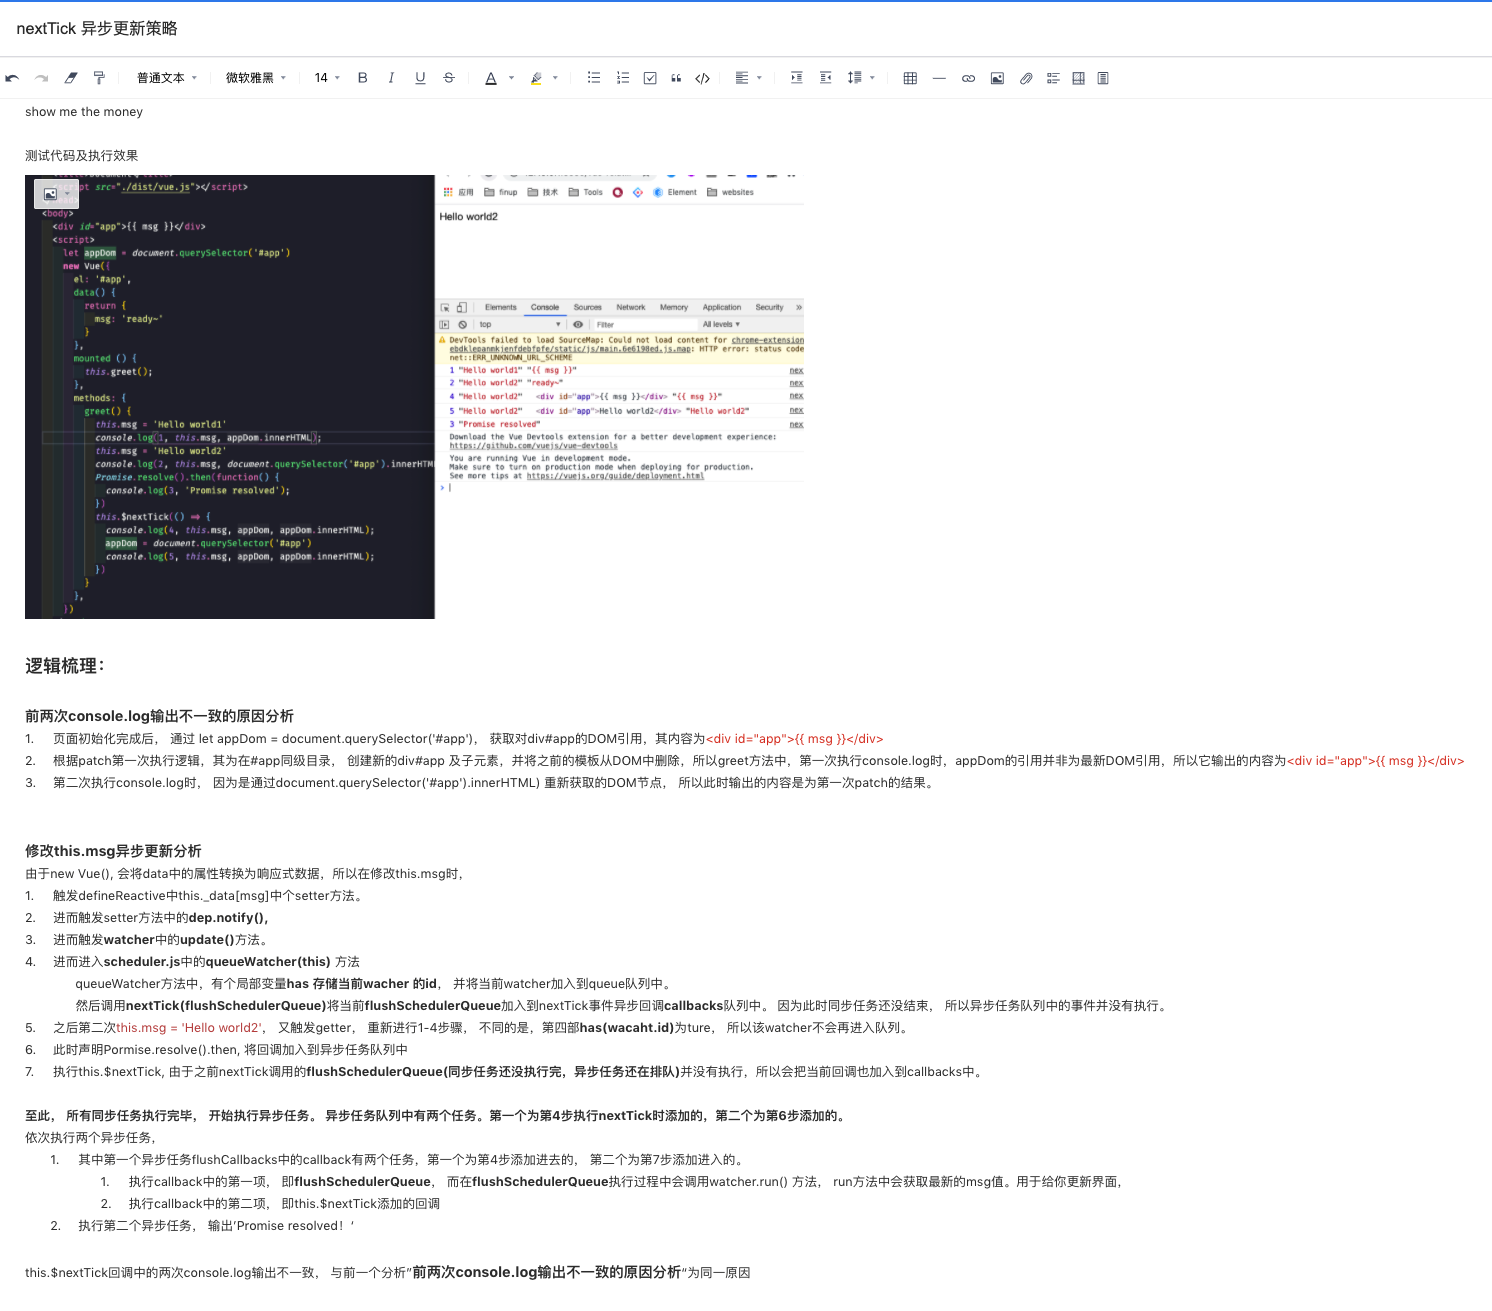 nextTick 异步更新策略
普通文本 微软雅黑 14 B I U S A
show me the money
测试代码及执行效果
script src="./dist/vue.js"></script>
<body>
<div id="app">{{ msg }}</div>
<script>
let appDom = document.querySelector('#app')
new Vue({
el: '#app',
data() {
return {
msg: 'ready~'
}
},
mounted () {
this.greet();
},
methods: {
greet() {
this.msg = 'Hello world1'
console.log(1, this.msg, appDom.innerHTML);
this.msg = 'Hello world2'
console.log(2, this.msg, document.querySelector('#app').innerHTM
Promise.resolve().then(function() {
console.log(3, 'Promise resolved');
})
this.$nextTick(() => {
console.log(4, this.msg, appDom, appDom.innerHTML);
appDom = document.querySelector('#app')
console.log(5, this.msg, appDom, appDom.innerHTML);
})
}
},
})
应用 finup 技术 Tools Element websites
Hello world2
Elements Console Sources Network Memory Application Security »
top Filter All levels ▼
DevTools failed to load SourceMap: Could not load content for chrome-extension
ebdklepanmkjenfdebfpfe/static/js/main.6e6198ed.js.map: HTTP error: status code
net::ERR_UNKNOWN_URL_SCHEME
1 "Hello world1" "{{ msg }}" nex
2 "Hello world2" "ready~" nex
4 "Hello world2" <div id="app">{{ msg }}</div> "{{ msg }}" nex
5 "Hello world2" <div id="app">Hello world2</div> "Hello world2" nex
3 "Promise resolved" nex
Download the Vue Devtools extension for a better development experience:
https://github.com/vuejs/vue-devtools
You are running Vue in development mode.
Make sure to turn on production mode when deploying for production.
See more tips at https://vuejs.org/guide/deployment.html
>
逻辑梳理：
前两次console.log输出不一致的原因分析
1. 页面初始化完成后， 通过 let appDom = document.querySelector('#app')， 获取对div#app的DOM引用，其内容为<div id="app">{{ msg }}</div>
2. 根据patch第一次执行逻辑，其为在#app同级目录， 创建新的div#app 及子元素，并将之前的模板从DOM中删除，所以greet方法中，第一次执行console.log时，appDom的引用并非为最新DOM引用，所以它输出的内容为<div id="app">{{ msg }}</div>
3. 第二次执行console.log时， 因为是通过document.querySelector('#app').innerHTML) 重新获取的DOM节点， 所以此时输出的内容是为第一次patch的结果。
修改this.msg异步更新分析
由于new Vue(), 会将data中的属性转换为响应式数据，所以在修改this.msg时，
1. 触发defineReactive中this._data[msg]中个setter方法。
2. 进而触发setter方法中的dep.notify(),
3. 进而触发watcher中的update()方法。
4. 进而进入scheduler.js中的queueWatcher(this) 方法
queueWatcher方法中，有个局部变量has 存储当前wacher 的id， 并将当前watcher加入到queue队列中。
然后调用nextTick(flushSchedulerQueue)将当前flushSchedulerQueue加入到nextTick事件异步回调callbacks队列中。 因为此时同步任务还没结束， 所以异步任务队列中的事件并没有执行。
5. 之后第二次this.msg = 'Hello world2'， 又触发getter， 重新进行1-4步骤， 不同的是，第四部has(wacaht.id)为ture， 所以该watcher不会再进入队列。
6. 此时声明Pormise.resolve().then, 将回调加入到异步任务队列中
7. 执行this.$nextTick, 由于之前nextTick调用的flushSchedulerQueue(同步任务还没执行完，异步任务还在排队)并没有执行，所以会把当前回调也加入到callbacks中。
至此， 所有同步任务执行完毕， 开始执行异步任务。 异步任务队列中有两个任务。第一个为第4步执行nextTick时添加的，第二个为第6步添加的。
依次执行两个异步任务，
1. 其中第一个异步任务flushCallbacks中的callback有两个任务，第一个为第4步添加进去的， 第二个为第7步添加进入的。
1. 执行callback中的第一项， 即flushSchedulerQueue， 而在flushSchedulerQueue执行过程中会调用watcher.run() 方法， run方法中会获取最新的msg值。用于给你更新界面，
2. 执行callback中的第二项， 即this.$nextTick添加的回调
2. 执行第二个异步任务， 输出’Promise resolved！‘
this.$nextTick回调中的两次console.log输出不一致， 与前一个分析”前两次console.log输出不一致的原因分析“为同一原因